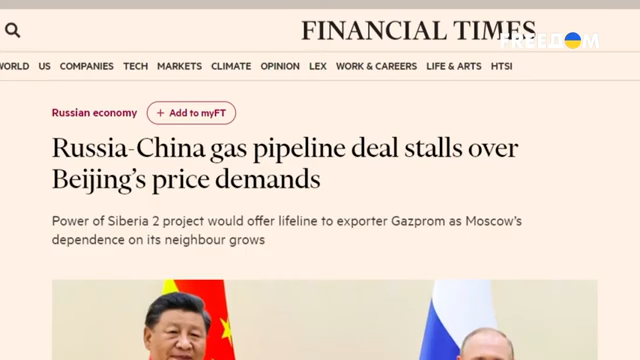 FINANCIAL TIMES
FREEDOM
WORLD US COMPANIES TECH MARKETS CLIMATE OPINION LEX WORK & CAREERS LIFE & ARTS HTSI
Russian economy + Add to myFT
Russia-China gas pipeline deal stalls over
Beijing’s price demands
Power of Siberia 2 project would offer lifeline to exporter Gazprom as Moscow’s
dependence on its neighbour grows